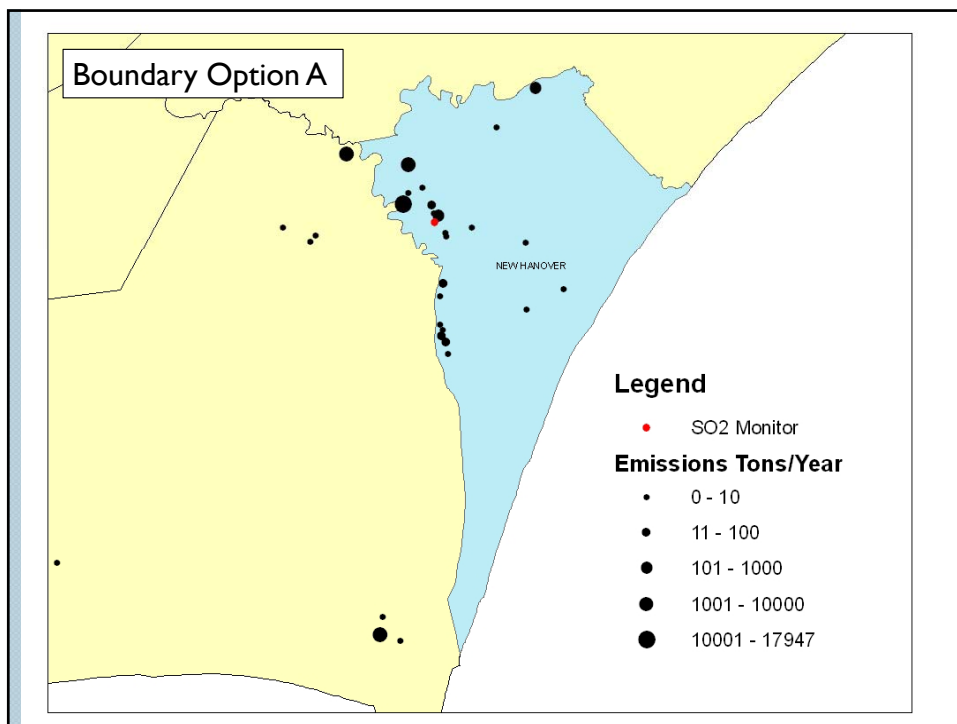 Boundary Option A
NEW HANOVER
Legend
SO2 Monitor
Emissions Tons/Year
0 - 10
11 - 100
101 - 1000
1001 - 10000
10001 - 17947